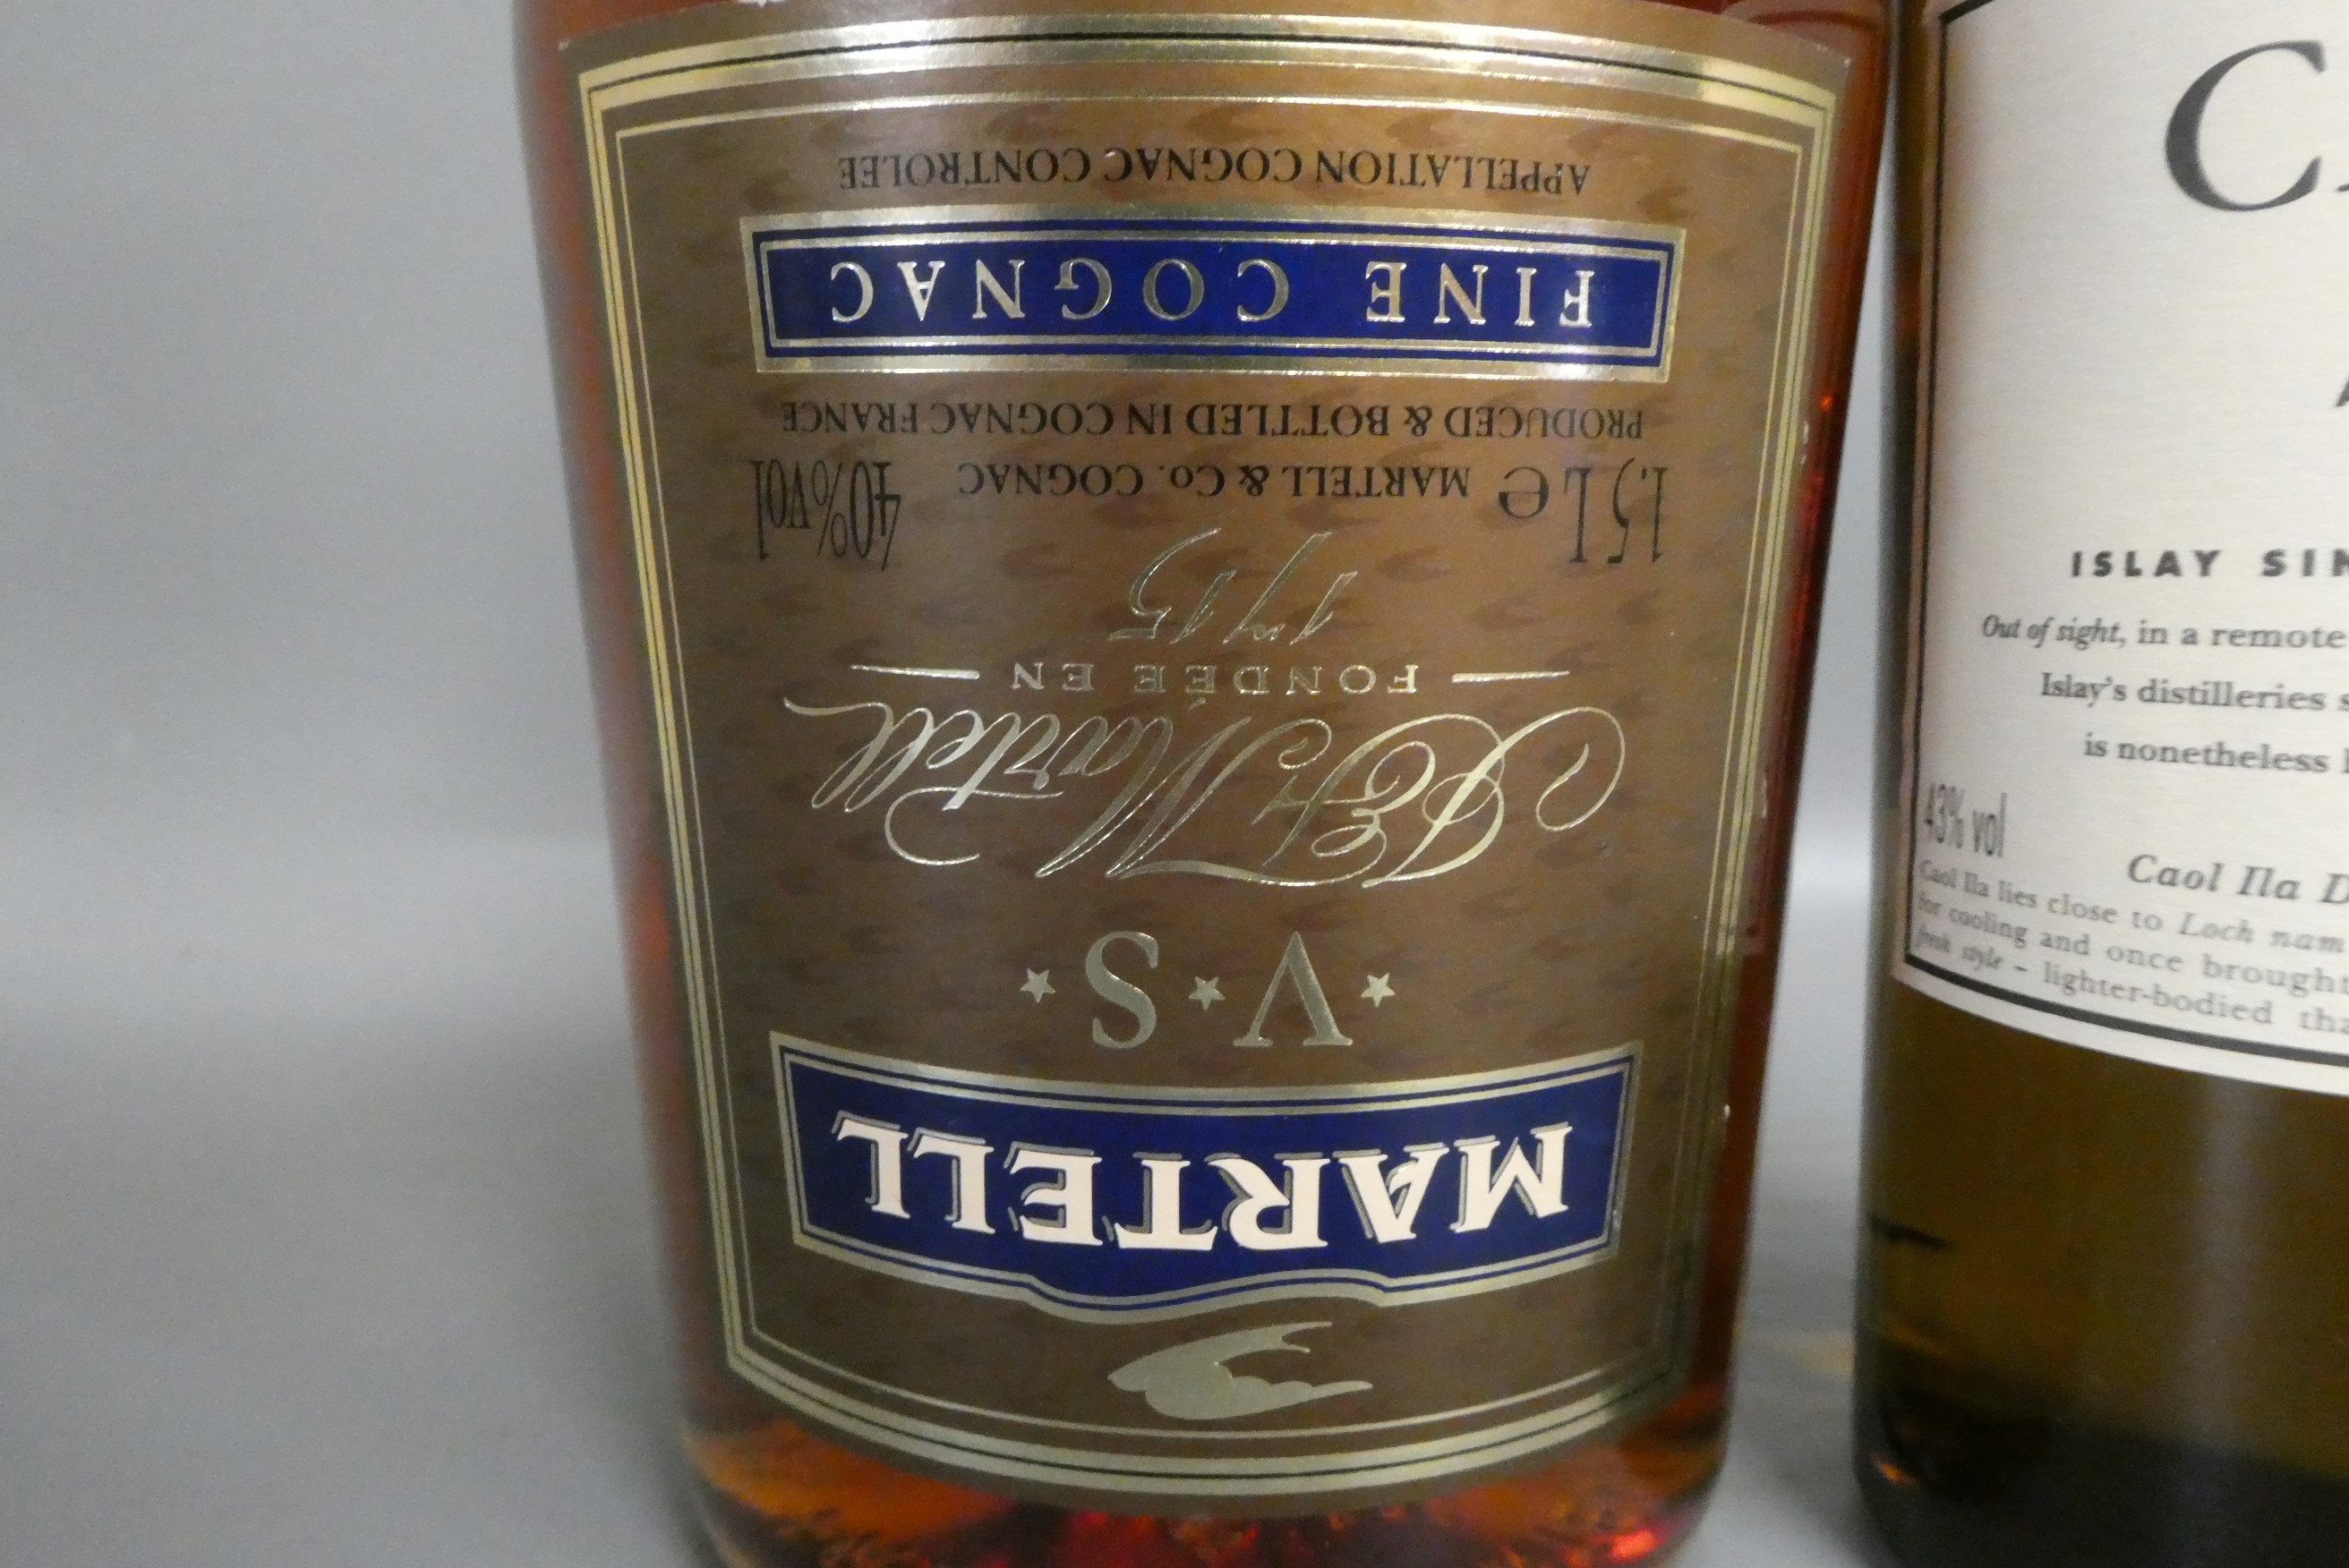 MARTELL
V·S
J&F Martell
FONDÉE EN
1715
1.5 L e MARTELL & Co. COGNAC 40%vol
PRODUCED & BOTTLED IN COGNAC FRANCE
FINE COGNAC
APPELLATION COGNAC CONTROLEE
C
ISLAY
Out of sight, in a remote
Islay's distilleries
is nonetheless
43% vol
Caol Ila
Caol Ila lies close to Loch nam
for cooling and once brought
fresh style – lighter-bodied